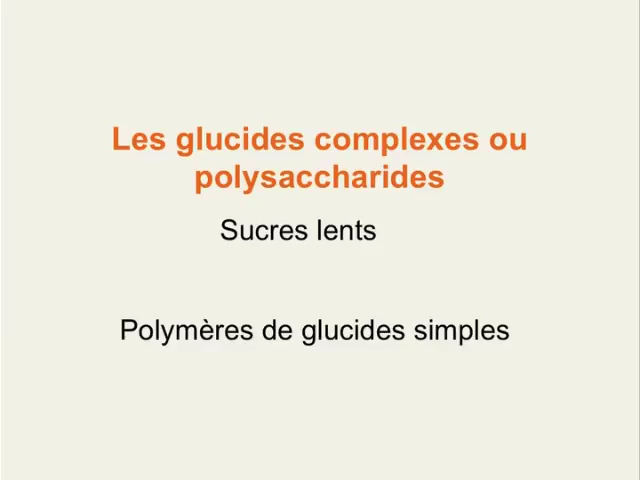 Les glucides complexes ou
polysaccharides
Sucres lents
Polymères de glucides simples